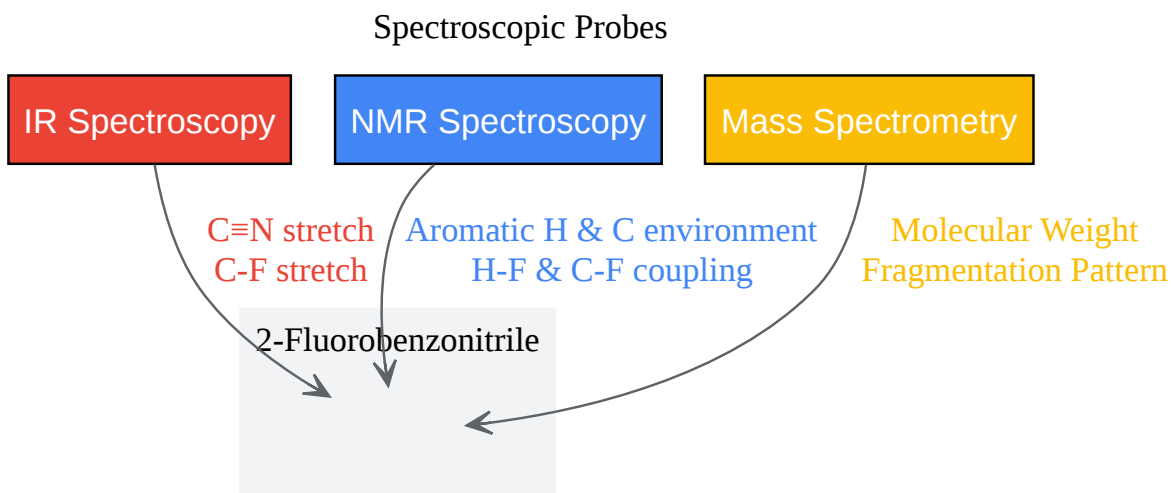 Spectroscopic Probes
IR Spectroscopy
NMR Spectroscopy
Mass Spectrometry
C≡N stretch
C-F stretch
Aromatic H & C environment
H-F & C-F coupling
Molecular Weight
Fragmentation Pattern
2-Fluorobenzonitrile